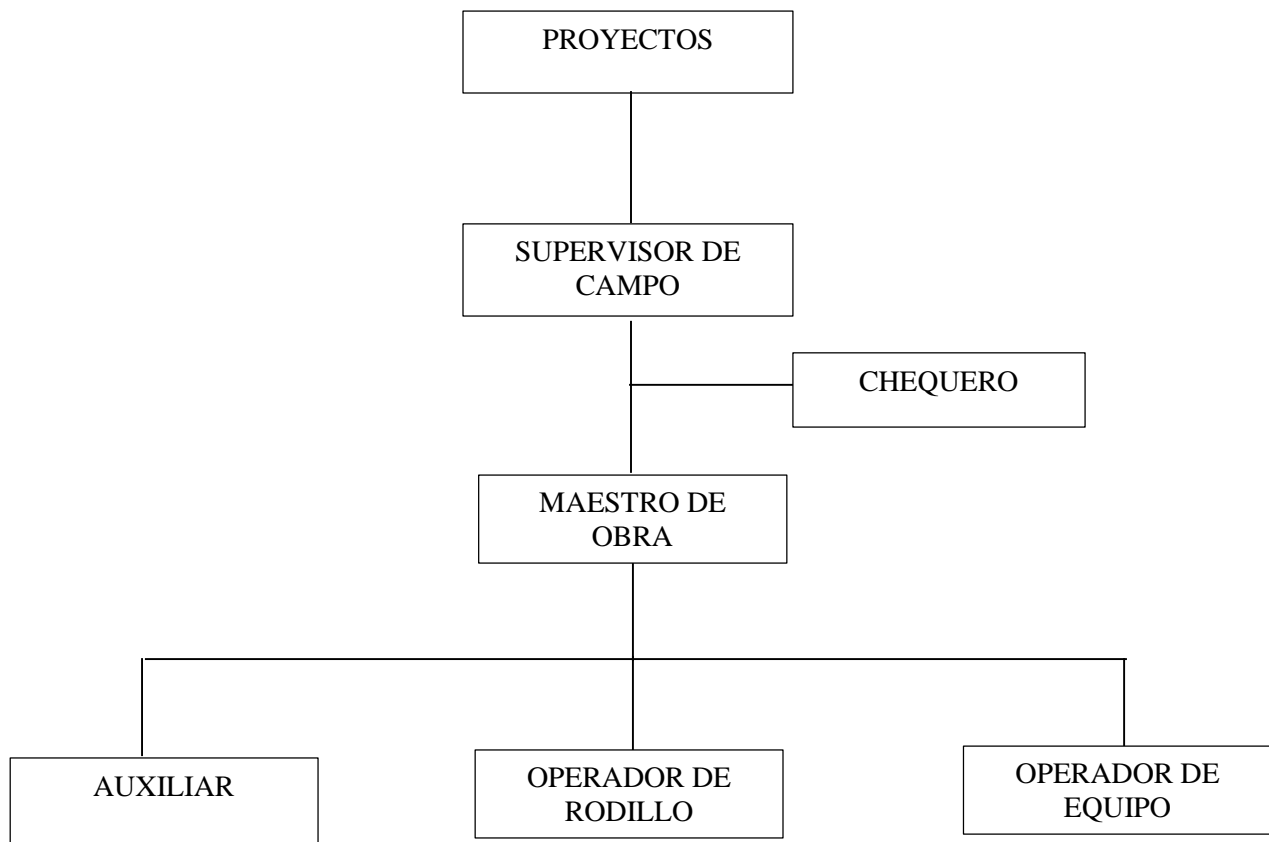 PROYECTOS
SUPERVISOR DE
CAMPO
CHEQUERO
MAESTRO DE
OBRA
AUXILIAR
OPERADOR DE
RODILLO
OPERADOR DE
EQUIPO